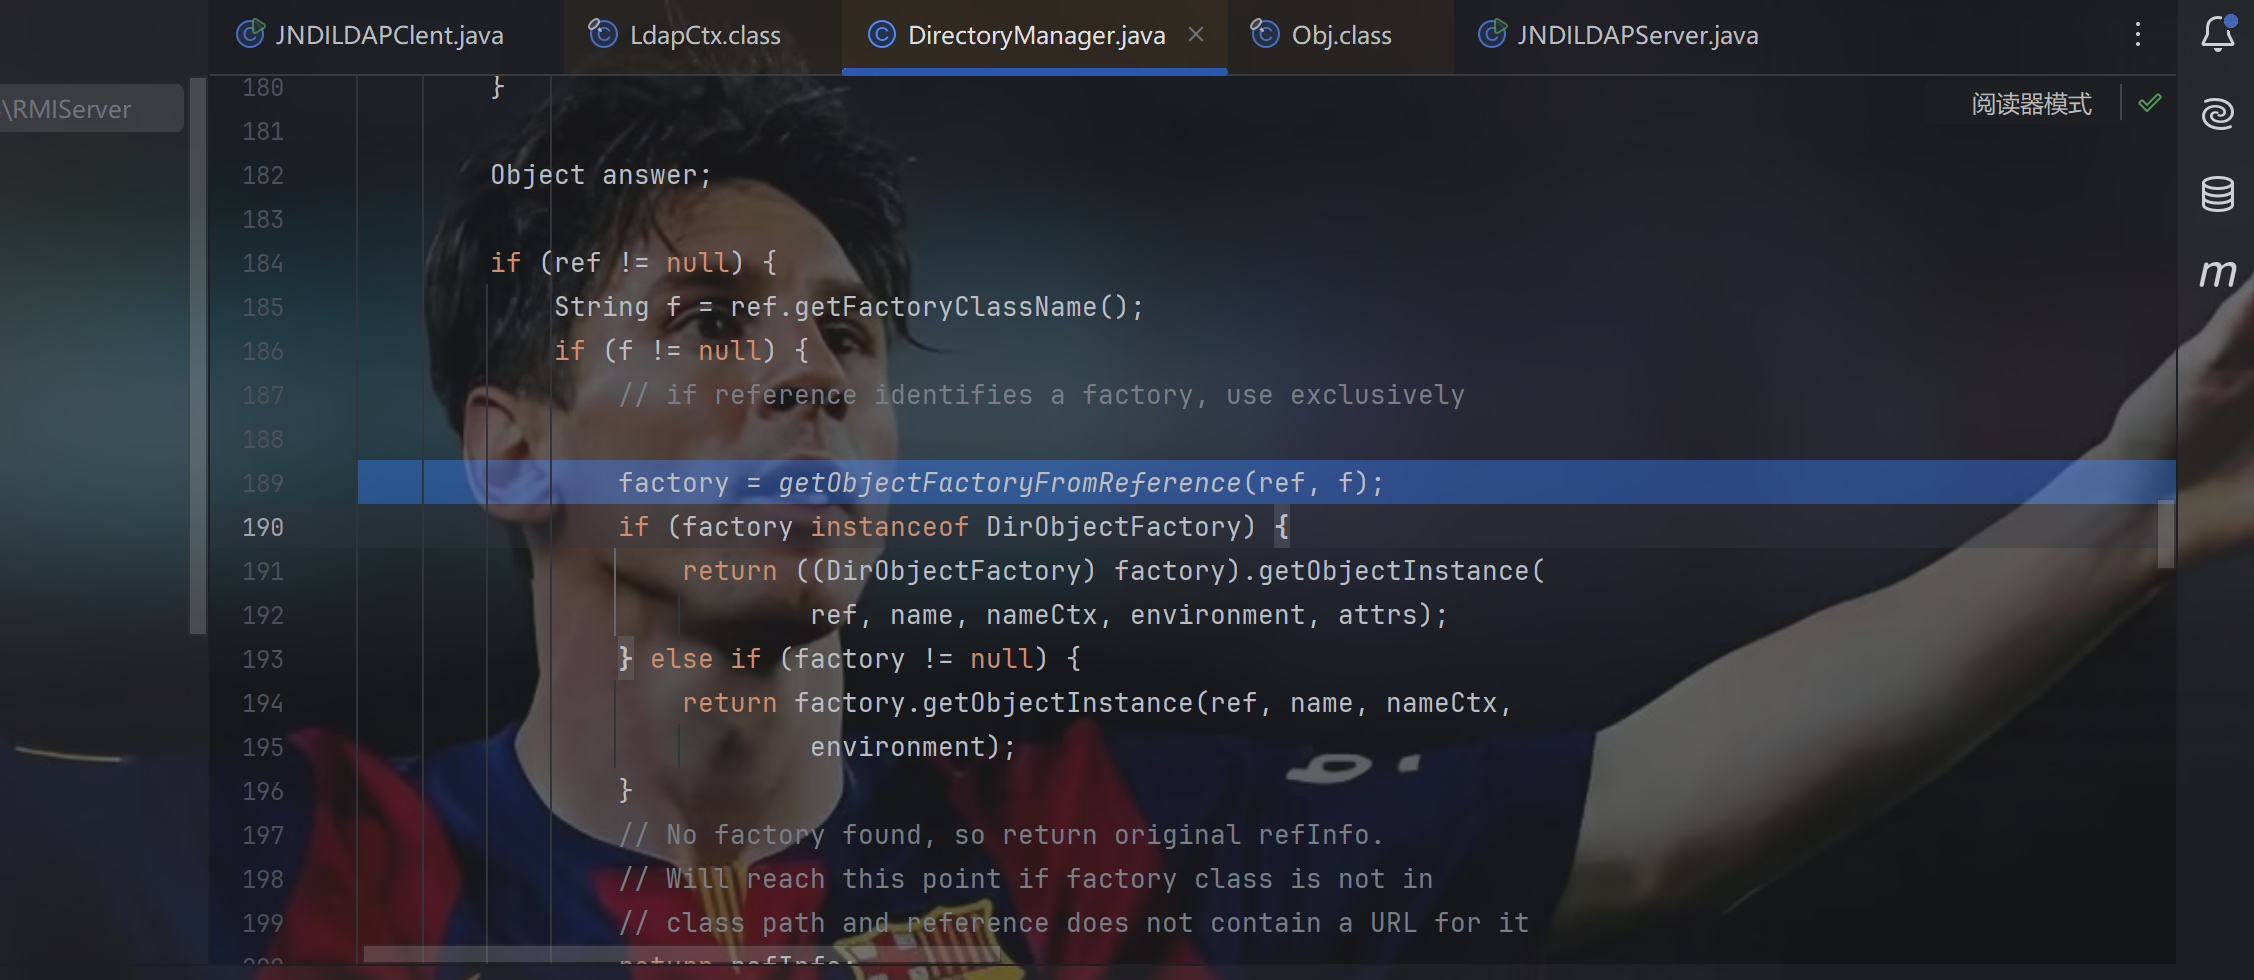 JNDILDAPClent.java
LdapCtx.class
DirectoryManager.java
Obj.class
JNDILDAPServer.java
\RMIServer
阅读器模式
180 }
181
182 Object answer;
183
184 if (ref != null) {
185 String f = ref.getFactoryClassName();
186 if (f != null) {
187 // if reference identifies a factory, use exclusively
188
189 factory = getObjectFactoryFromReference(ref, f);
190 if (factory instanceof DirObjectFactory) {
191 return ((DirObjectFactory) factory).getObjectInstance(
192 ref, name, nameCtx, environment, attrs);
193 } else if (factory != null) {
194 return factory.getObjectInstance(ref, name, nameCtx,
195 environment);
196 }
197 // No factory found, so return original refInfo.
198 // Will reach this point if factory class is not in
199 // class path and reference does not contain a URL for it
200 return refInfo;
m